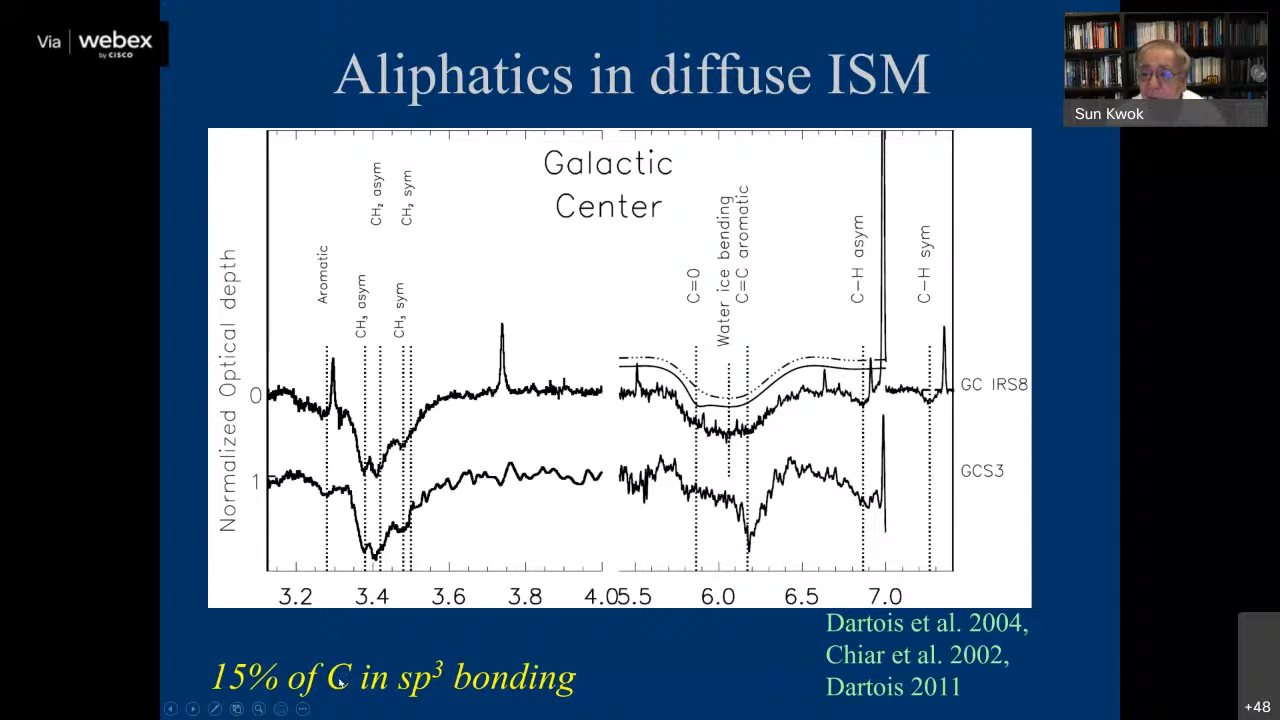 Via webex
by CISCO
Aliphatics in diffuse ISM
Sun Kwok
Galactic
Center
Normalized Optical depth
Aromatic
CH₃ asym
CH₂ asym
CH₃ sym
CH₂ sym
C=O
Water ice bending
C=C aromatic
C-H asym
C-H sym
0
1
GC IRS8
GCS3
3.2 3.4 3.6 3.8 4.0 5.5 6.0 6.5 7.0
Dartois et al. 2004,
Chiar et al. 2002,
Dartois 2011
15% of C in sp³ bonding
+48